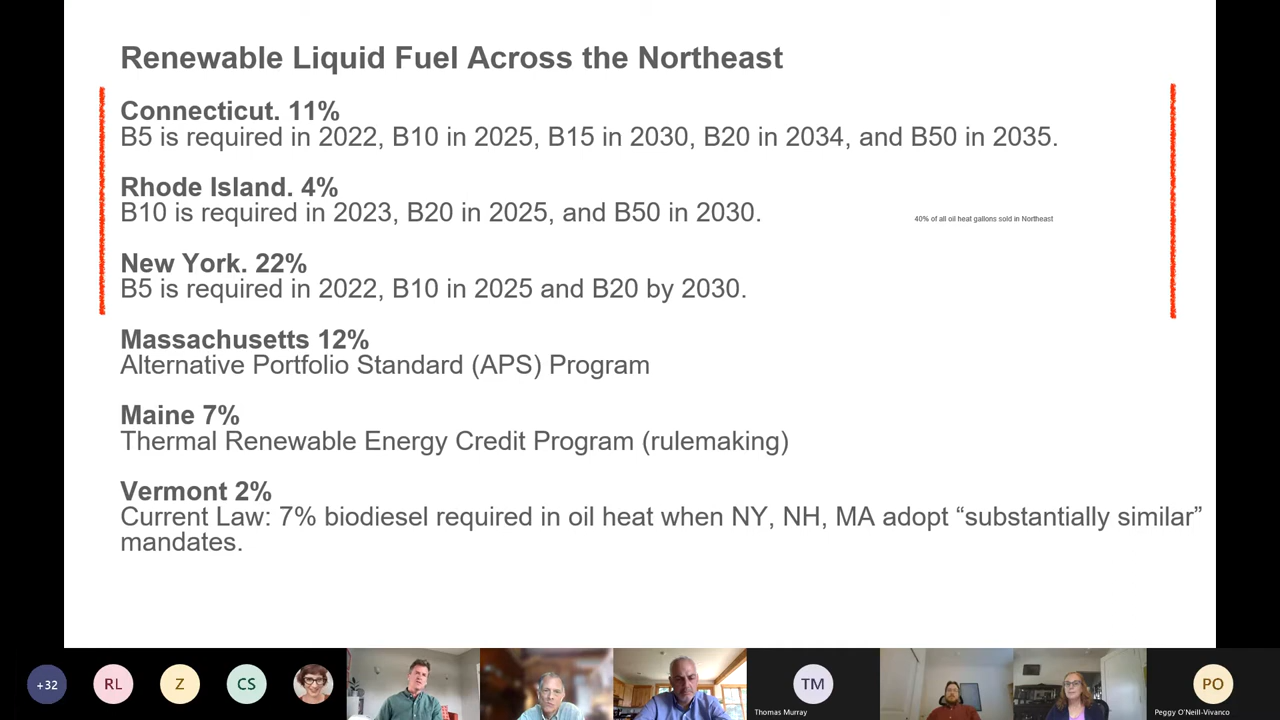 Renewable Liquid Fuel Across the Northeast
Connecticut. 11%
B5 is required in 2022, B10 in 2025, B15 in 2030, B20 in 2034, and B50 in 2035.
Rhode Island. 4%
B10 is required in 2023, B20 in 2025, and B50 in 2030.
40% of all oil heat gallons sold in Northeast
New York. 22%
B5 is required in 2022, B10 in 2025 and B20 by 2030.
Massachusetts 12%
Alternative Portfolio Standard (APS) Program
Maine 7%
Thermal Renewable Energy Credit Program (rulemaking)
Vermont 2%
Current Law: 7% biodiesel required in oil heat when NY, NH, MA adopt “substantially similar”
mandates.
+32
RL
Z
CS
TM
Thomas Murray
PO
Peggy O'Neill-Vivanco